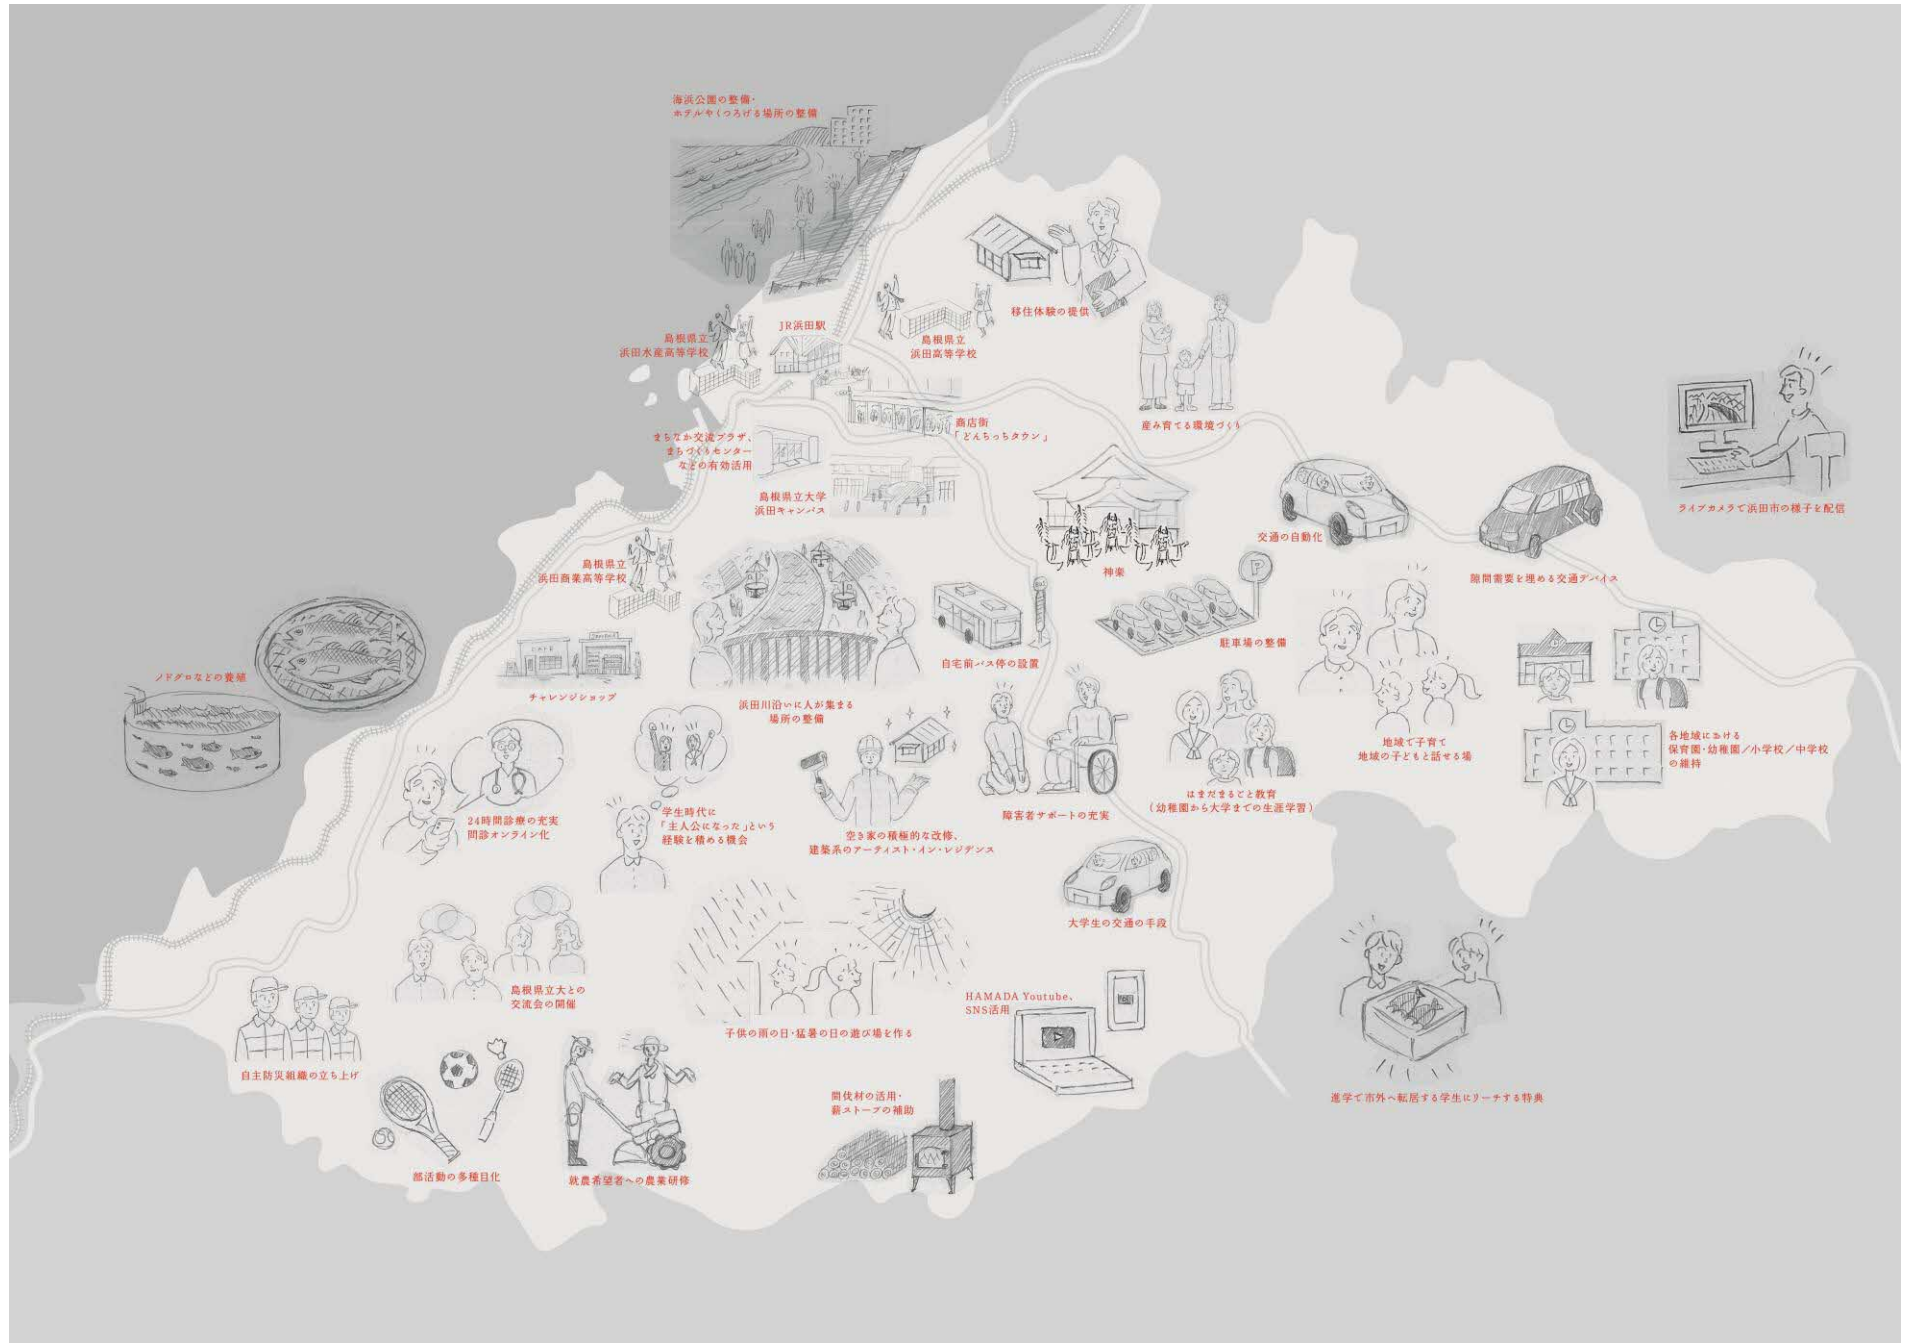 海浜公園の整備・
ホテルやくつろげる場所の整備
移住体験の提供
JR浜田駅
島根県立
浜田水産高等学校
島根県立
浜田高等学校
産み育てる環境づくり
商店街
「どんちっちタウン」
まちなか交流プラザ、
まちづくりセンター
などの有効活用
島根県立大学
浜田キャンパス
ライブカメラで浜田市の様子を配信
交通の自動化
神楽
隙間需要を埋める交通デバイス
島根県立
浜田商業高等学校
P
駐車場の整備
自宅前バス停の設置
ノドグロなどの養殖
CAFE
チャレンジショップ
浜田川沿いに人が集まる
場所の整備
地域で子育て
地域の子どもと話せる場
各地域における
保育園・幼稚園／小学校／中学校
の維持
はまだまるごと教育
（幼稚園から大学までの生涯学習）
障害者サポートの充実
24時間診療の充実
問診オンライン化
学生時代に
「主人公になった」という
経験を積める機会
空き家の積極的な改修、
建築系のアーティスト・イン・レジデンス
大学生の交通の手段
島根県立大との
交流会の開催
HAMADA Youtube、
SNS活用
子供の雨の日・猛暑の日の遊び場を作る
自主防災組織の立ち上げ
間伐材の活用・
薪ストーブの補助
進学で市外へ転居する学生にリーチする特典
部活動の多種目化
就農希望者への農業研修